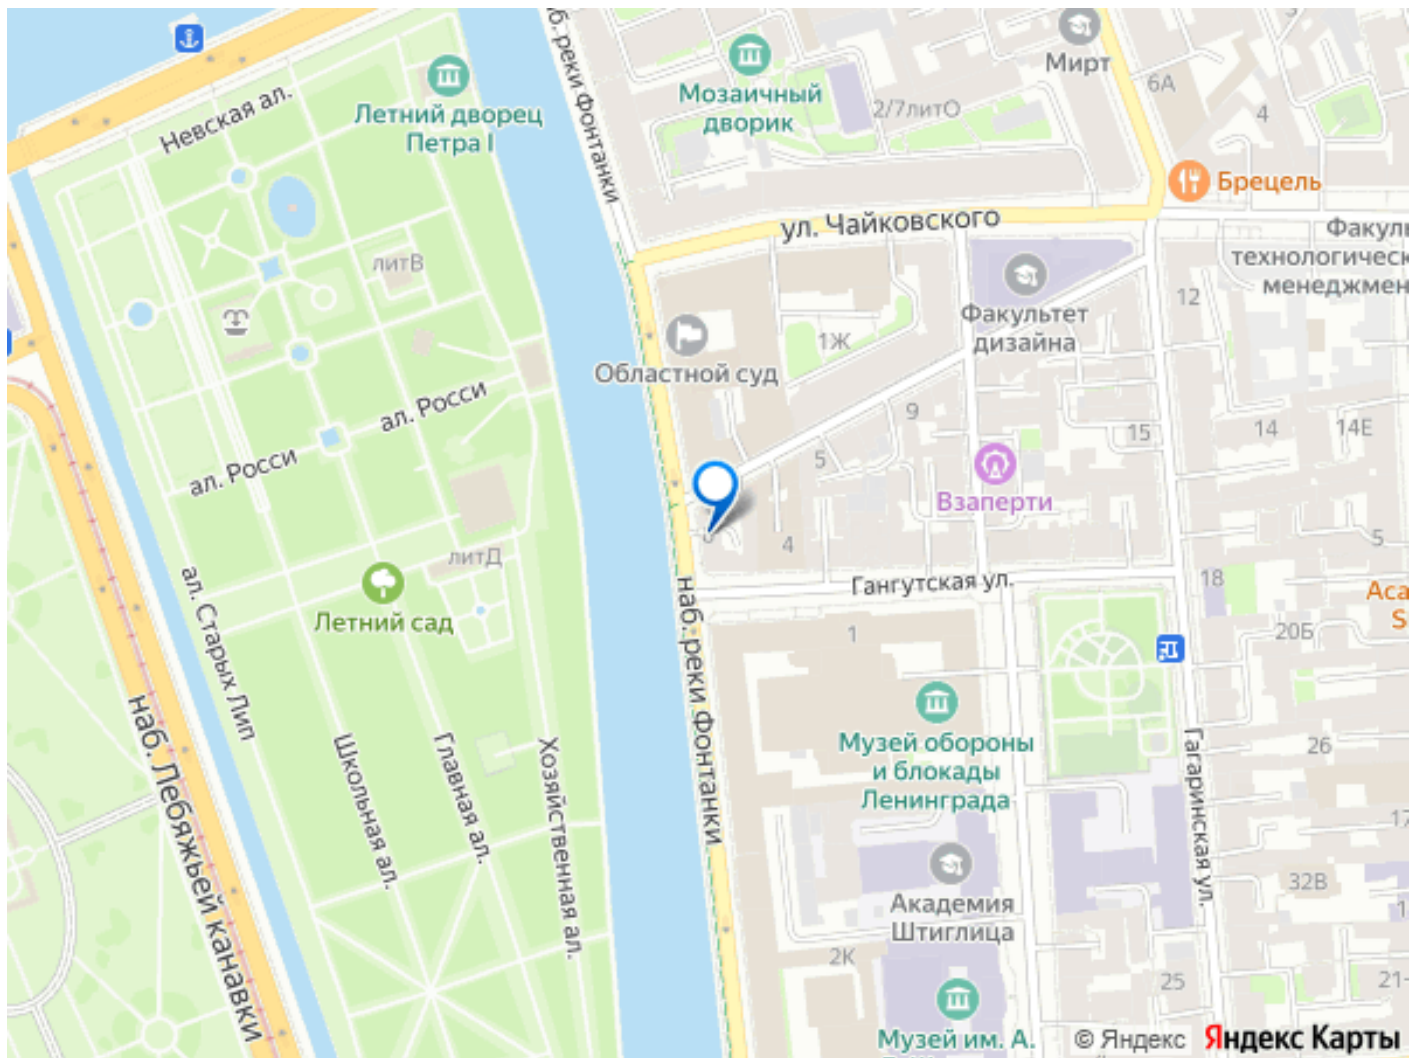 Невская ал.
Летний дворец
Петра I
наб. реки Фонтанки
Мозаичный
дворик
2/7литО
Мирт
6А
4
Брецель
ул. Чайковского
Факуль
технологическ
менеджмен
12
литВ
Областной суд
1Ж
Факультет
дизайна
ал. Росси
ал. Росси
9
15
14
14Е
5
Взаперти
4
5
литД
Летний сад
Гангутская ул.
18
Аса
S
20Б
1
ал. Старых Лип
наб. реки Фонтанки
Музей обороны
и блокады
Ленинграда
Гагаринская ул.
26
наб. Лебяжьей канавки
Школьная ал.
Главная ал.
Хозяйственная ал.
17
32В
Академия
Штиглица
2К
25
21-
Музей им. А.
© Яндекс Яндекс Карты